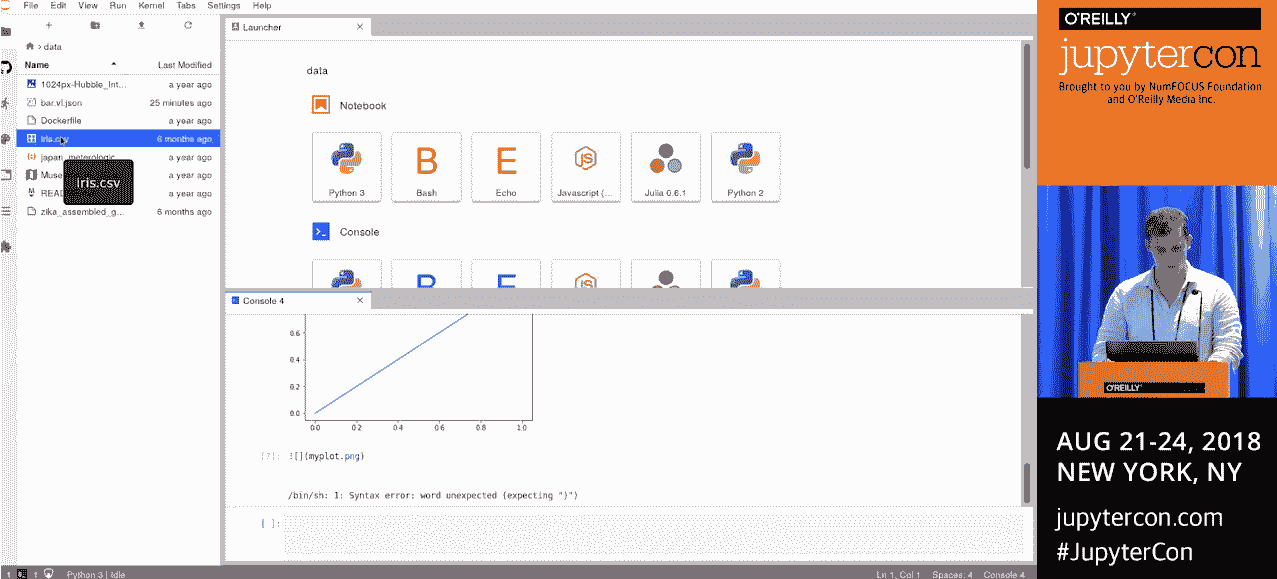 File Edit View Run Kernel Tabs Settings Help
data
Name Last Modified
1024px-Hubble_Int... a year ago
bar.vl.json 25 minutes ago
Dockerfile a year ago
iris.csv 6 months ago
japan_meterologic... a year ago
Muse a year ago
READ a year ago
zika_assembled_g... 6 months ago
Iris.csv
Launcher
data
Notebook
Python 3 Bash Echo Javascript (... Julia 0.6.1 Python 2
B E JS
Console
Console 4
0.6
0.4
0.2
0.0
0.0 0.2 0.4 0.6 0.8 1.0
[7]: ![](myplot.png)
/bin/sh: 1: Syntax error: word unexpected (expecting ")")
[ ]:
Python 3 | Idle
Ln 1, Col 1 Spaces: 4 Console 4
O'REILLY®
jupytercon
Brought to you by NumFOCUS Foundation
and O'Reilly Media Inc.
O'REILLY
AUG 21-24, 2018
NEW YORK, NY
jupytercon.com
#JupyterCon